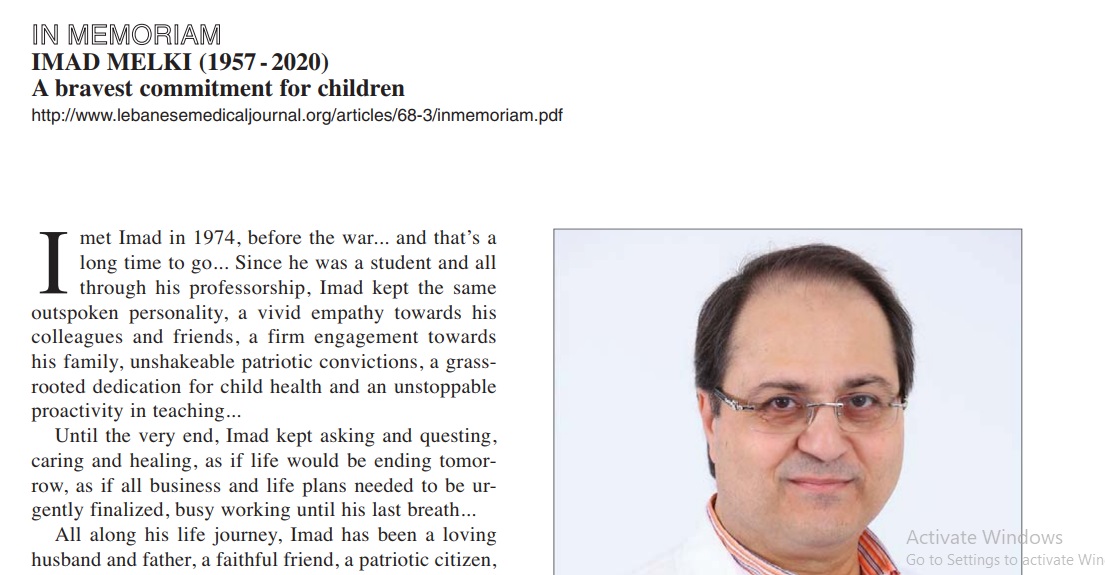 IN MEMORIAM
IMAD MELKI (1957 - 2020)
A bravest commitment for children
http://www.lebanesemedicaljournal.org/articles/68-3/inmemoriam.pdf
I met Imad in 1974, before the war... and that's a
long time to go... Since he was a student and all
through his professorship, Imad kept the same
outspoken personality, a vivid empathy towards his
colleagues and friends, a firm engagement towards
his family, unshakeable patriotic convictions, a grass-
rooted dedication for child health and an unstoppable
proactivity in teaching...
Until the very end, Imad kept asking and questing,
caring and healing, as if life would be ending tomor-
row, as if all business and life plans needed to be ur-
gently finalized, busy working until his last breath...
All along his life journey, Imad has been a loving
husband and father, a faithful friend, a patriotic citizen,
Activate Windows
Go to Settings to activate Win